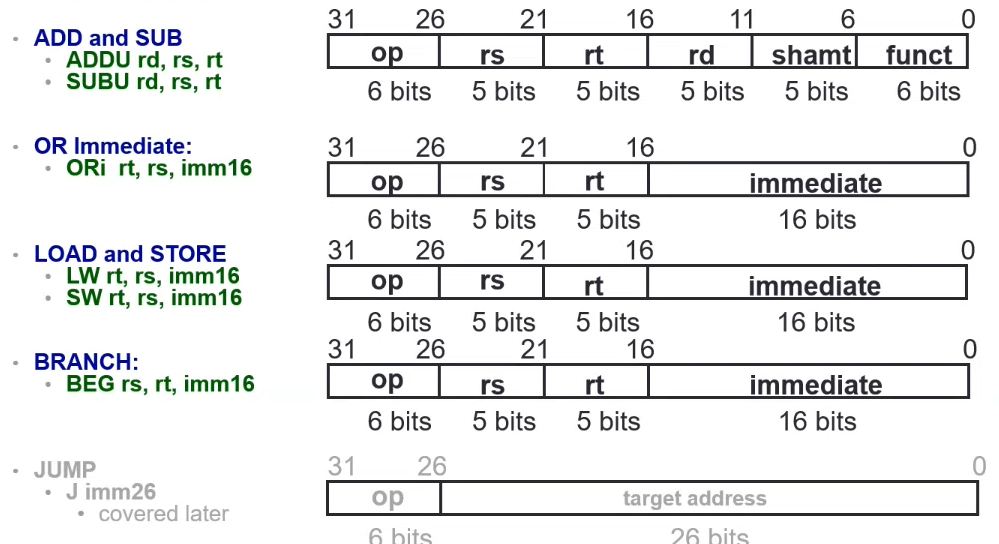 31 26 21 16 11 6 0
• ADD and SUB
op rs rt rd shamt funct
• ADDU rd, rs, rt
• SUBU rd, rs, rt
6 bits 5 bits 5 bits 5 bits 5 bits 6 bits
31 26 21 16 0
• OR Immediate:
• ORi rt, rs, imm16
op rs rt immediate
6 bits 5 bits 5 bits 16 bits
31 26 21 16 0
• LOAD and STORE
• LW rt, rs, imm16
op rs rt immediate
• SW rt, rs, imm16
6 bits 5 bits 5 bits 16 bits
31 26 21 16 0
• BRANCH:
• BEG rs, rt, imm16
op rs rt immediate
6 bits 5 bits 5 bits 16 bits
31 26 0
• JUMP
• J imm26
op target address
• covered later
6 bits 26 bits